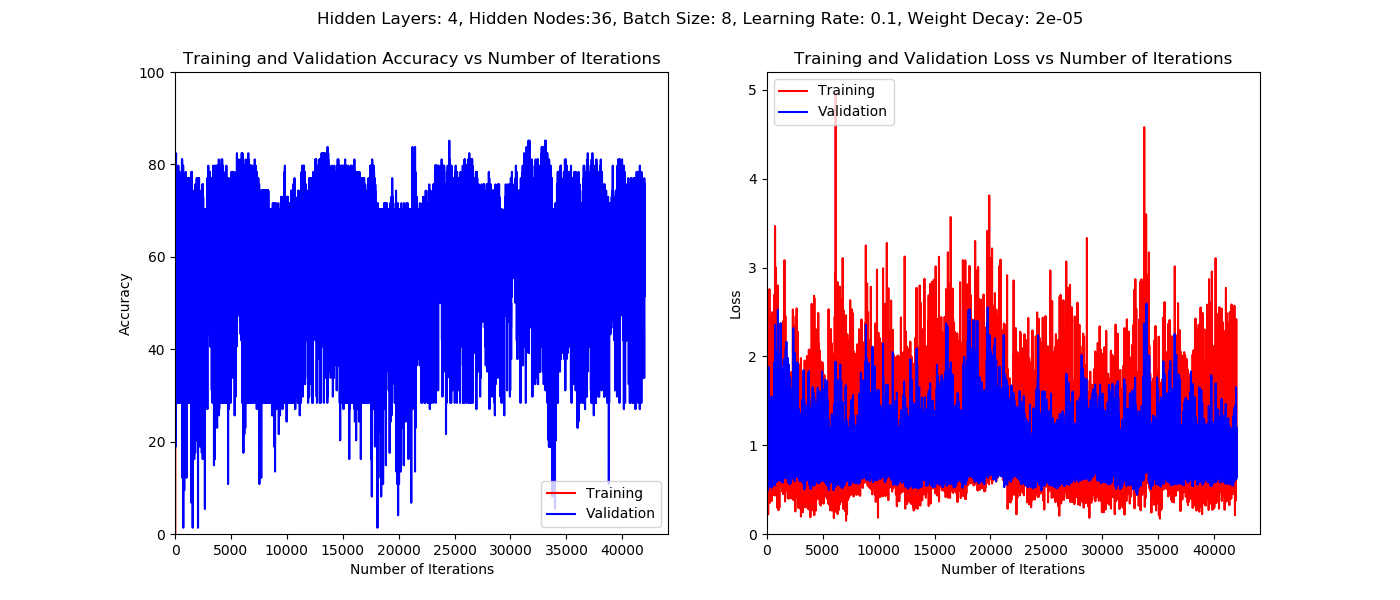 Hidden Layers: 4, Hidden Nodes:36, Batch Size: 8, Learning Rate: 0.1, Weight Decay: 2e-05
Training and Validation Accuracy vs Number of Iterations
100
80
60
40
20
0
Accuracy
0 5000 10000 15000 20000 25000 30000 35000 40000
Number of Iterations
Training
Validation
Training and Validation Loss vs Number of Iterations
Training
Validation
5
4
3
2
1
0
Loss
0 5000 10000 15000 20000 25000 30000 35000 40000
Number of Iterations